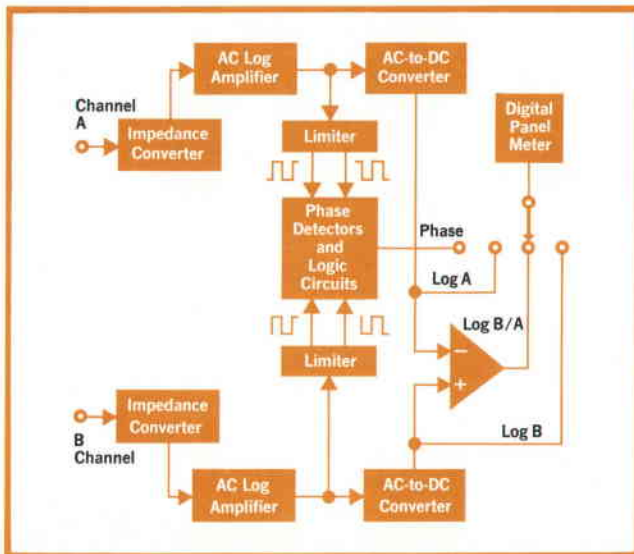 AC Log
Amplifier
AC-to-DC
Converter
Channel
A
Impedance
Converter
Digital
Panel
Meter
Limiter
Phase
Detectors
and
Logic
Circuits
Phase
Log A
Log B/A
−
+
Limiter
Impedance
Converter
B
Channel
Log B
AC Log
Amplifier
AC-to-DC
Converter